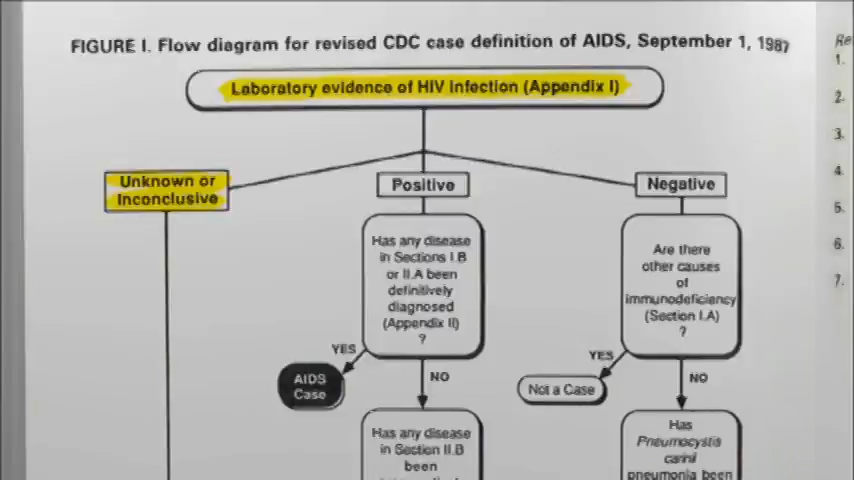 FIGURE I. Flow diagram for revised CDC case definition of AIDS, September 1, 1987
Laboratory evidence of HIV infection (Appendix I)
Unknown or
Inconclusive
Positive
Negative
Has any disease
in Sections I.B
or II.A been
definitively
diagnosed
(Appendix II)
?
Are there
other causes
of
immunodeficiency
(Section I.A)
?
YES
AIDS
Case
NO
YES
Not a Case
NO
Has any disease
in Section II.B
been
Has
Pneumocystis
carinii
pneumonia been
Re
1.
2.
3.
4.
5.
6.
7.